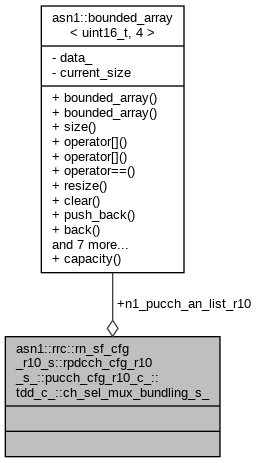 asn1::bounded_array
< uint16_t, 4 >
- data_
- current_size
+ bounded_array()
+ bounded_array()
+ size()
+ operator[]()
+ operator[]()
+ operator==()
+ resize()
+ clear()
+ push_back()
+ back()
and 7 more...
+ capacity()
+n1_pucch_an_list_r10
asn1::rrc::rn_sf_cfg
_r10_s::rpdcch_cfg_r10
_s_::pucch_cfg_r10_c_::
tdd_c_::ch_sel_mux_bundling_s_